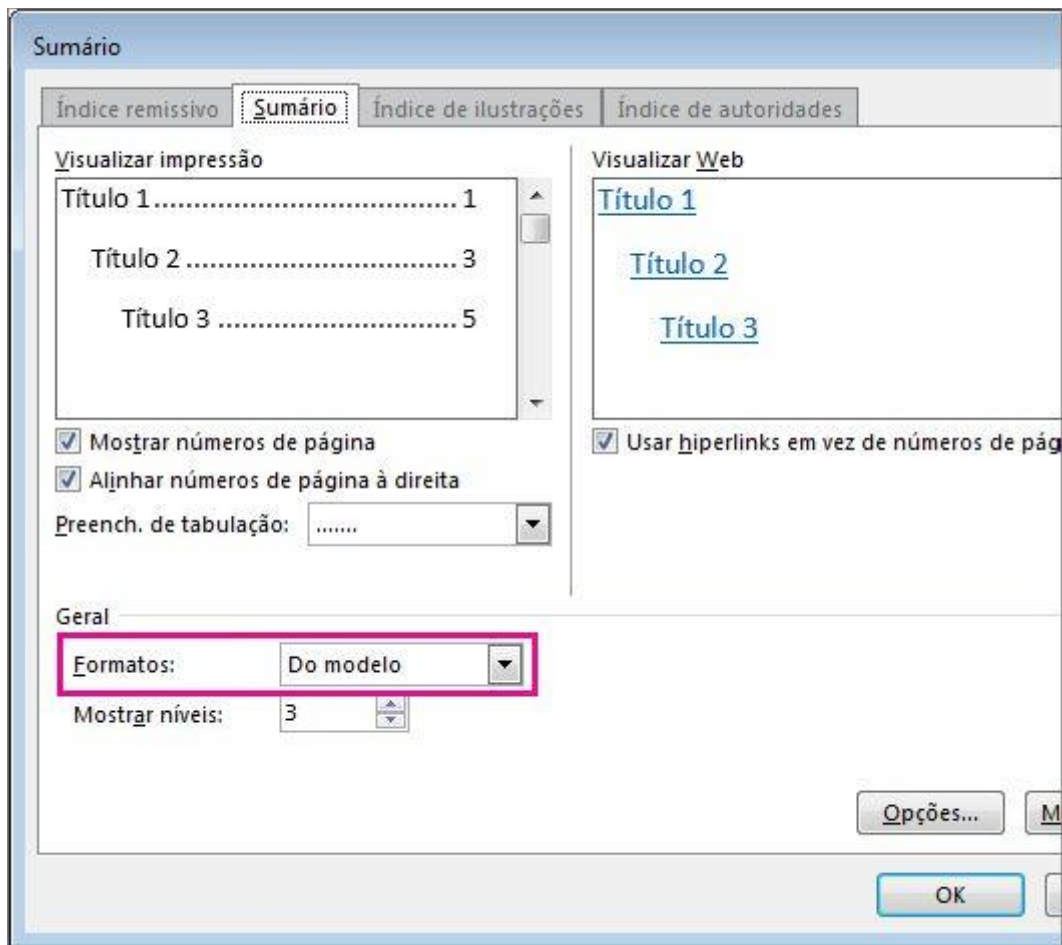 Sumário
Índice remissivo Sumário Índice de ilustrações Índice de autoridades
Visualizar impressão
Título 1....................................... 1
Título 2 .................................. 3
Título 3 .............................. 5
Mostrar números de página
Alinhar números de página à direita
Preench. de tabulação: .......
Visualizar Web
Título 1
Título 2
Título 3
Usar hiperlinks em vez de números de pág
Geral
Formatos: Do modelo
Mostrar níveis: 3
Opções... M
OK